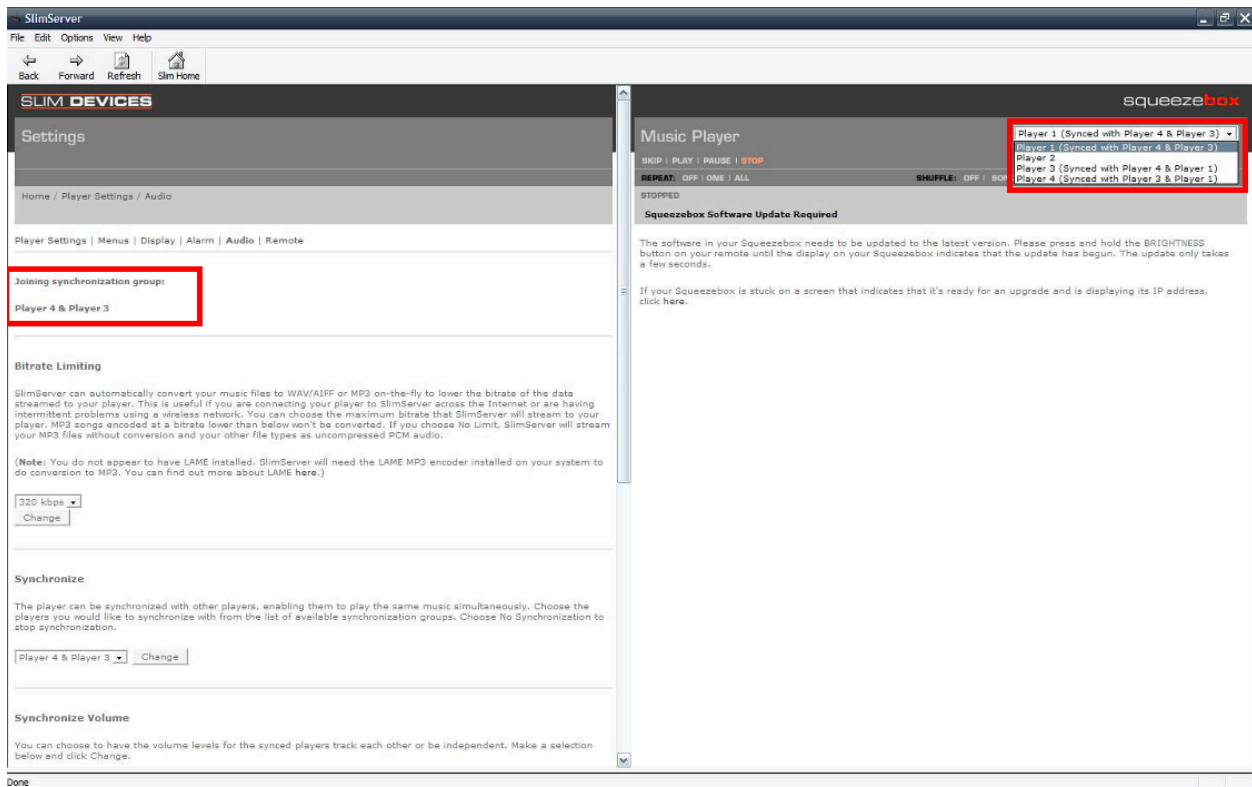 SlimServer
File Edit Options View Help
Back Forward Refresh Slim Home
SLIM DEVICES
Settings
Home / Player Settings / Audio
Player Settings | Menus | Display | Alarm | Audio | Remote
Joining synchronization group:
Player 4 & Player 3
Bitrate Limiting
SlimServer can automatically convert your music files to WAV/AIFF or MP3 on-the-fly to lower the bitrate of the data
streamed to your player. This is useful if you are connecting your player to SlimServer across the Internet or are having
intermittent problems using a wireless network. You can choose the maximum bitrate that SlimServer will stream to your
player. MP3 songs encoded at a bitrate lower than below won't be converted. If you choose No Limit, SlimServer will stream
your MP3 files without conversion and your other file types as uncompressed PCM audio.
(Note: You do not appear to have LAME installed. SlimServer will need the LAME MP3 encoder installed on your system to
do conversion to MP3. You can find out more about LAME here.)
320 kbps
Change
Synchronize
The player can be synchronized with other players, enabling them to play the same music simultaneously. Choose the
players you would like to synchronize with from the list of available synchronization groups. Choose No Synchronization to
stop synchronization.
Player 4 & Player 3 Change
Synchronize Volume
You can choose to have the volume levels for the synced players track each other or be independent. Make a selection
below and click Change.
squeezebox
Music Player
Player 1 (Synced with Player 4 & Player 3)
Player 1 (Synced with Player 4 & Player 3)
Player 2
Player 3 (Synced with Player 4 & Player 1)
Player 4 (Synced with Player 3 & Player 1)
SKIP | PLAY | PAUSE | STOP
REPEAT: OFF | ONE | ALL SHUFFLE: OFF |
STOPPED
Squeezebox Software Update Required
The software in your Squeezebox needs to be updated to the latest version. Please press and hold the BRIGHTNESS
button on your remote until the display on your Squeezebox indicates that the update has begun. The update only takes
a few seconds.
If your Squeezebox is stuck on a screen that indicates that it's ready for an upgrade and is displaying its IP address,
click here.
Done